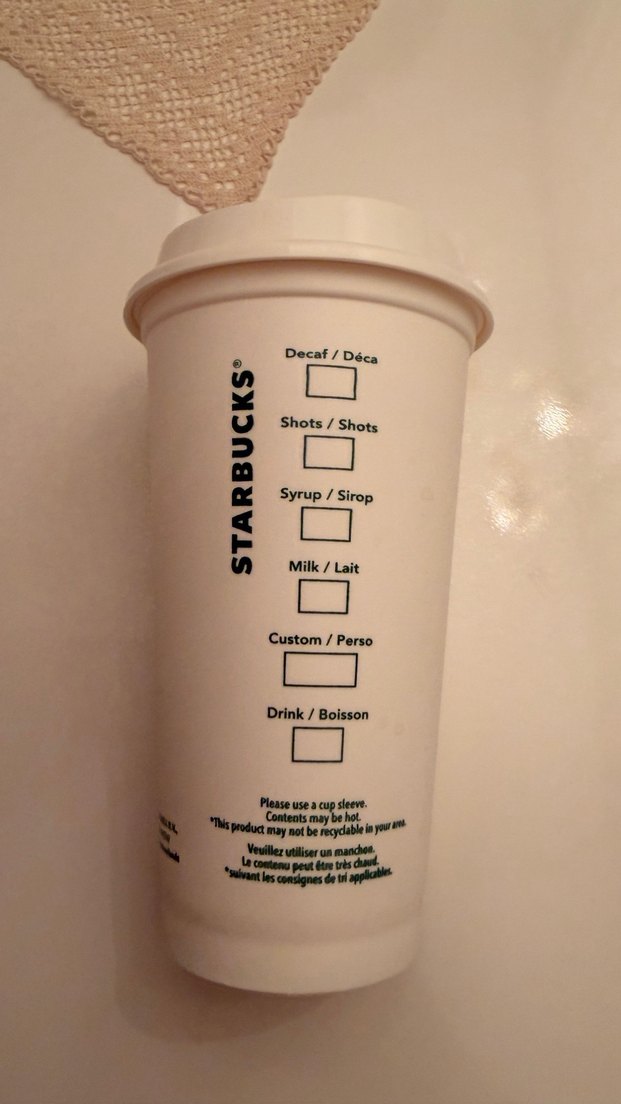 STARBUCKS®
Decaf / Déca
Shots / Shots
Syrup / Sirop
Milk / Lait
Custom / Perso
Drink / Boisson
Please use a cup sleeve.
Contents may be hot.
*This product may not be recyclable in your area.
Veuillez utiliser un manchon.
Le contenu peut être très chaud.
*suivant les consignes de tri applicables.